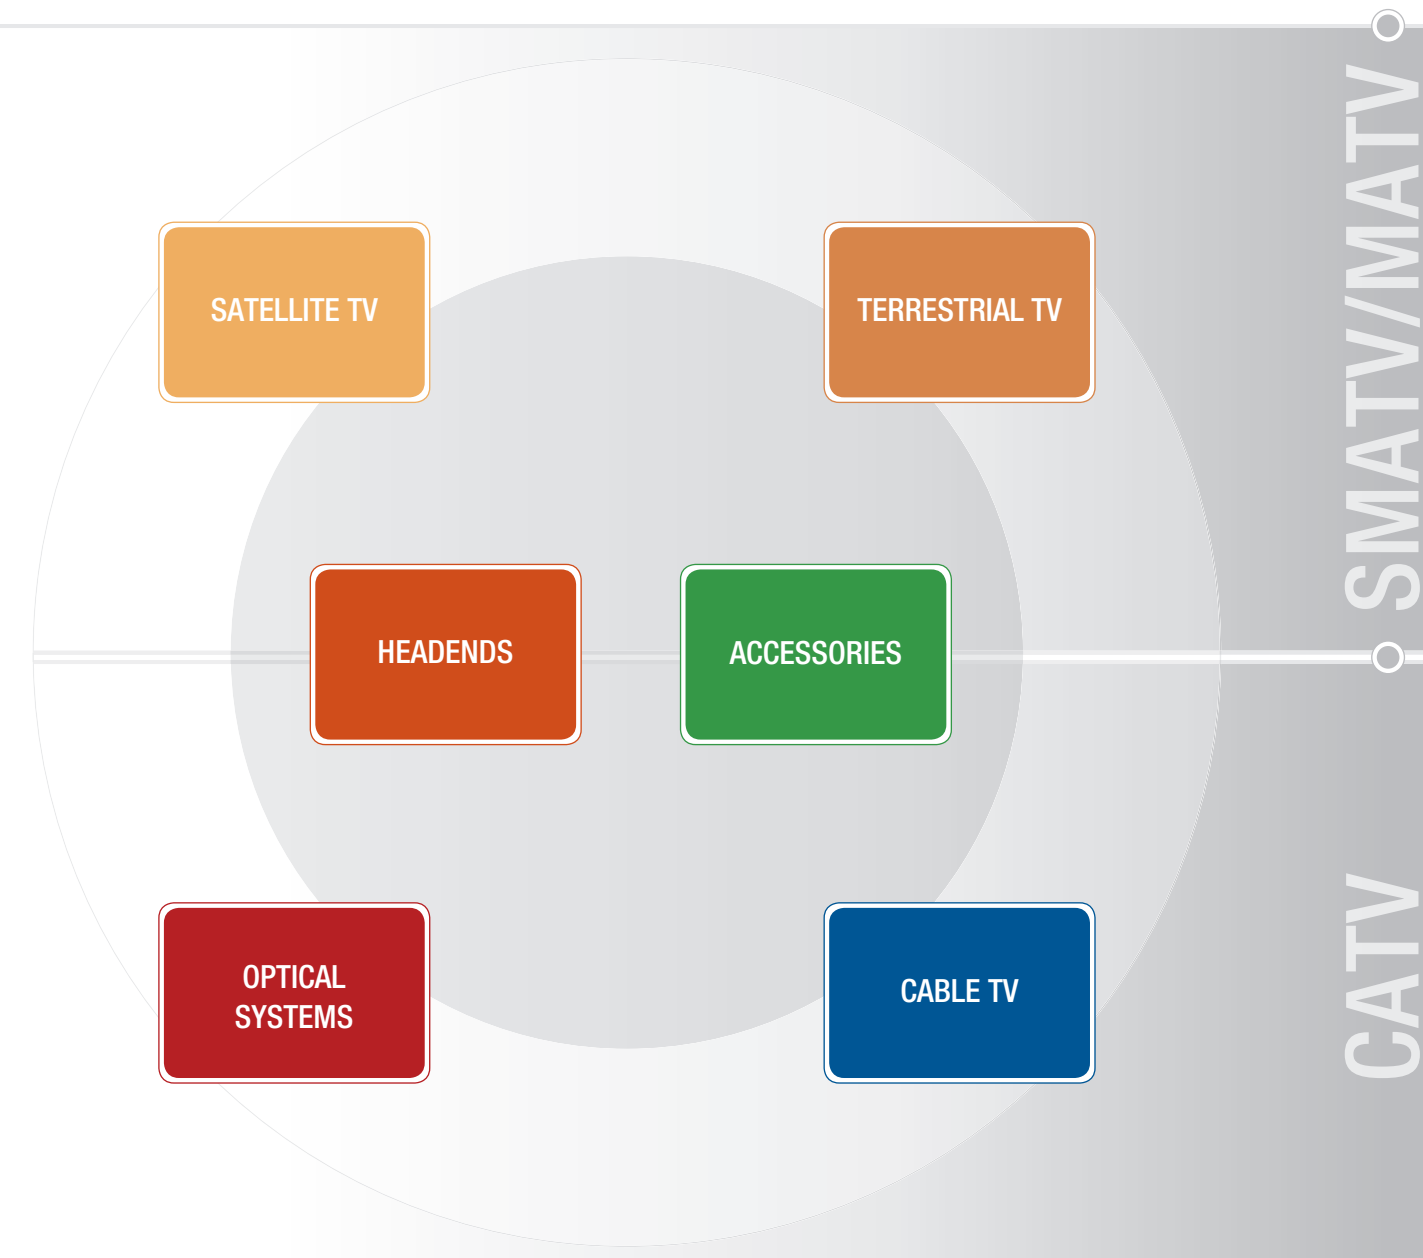 SMATV/MATV
SATELLITE TV
TERRESTRIAL TV
HEADENDS
ACCESSORIES
CATV
OPTICAL
SYSTEMS
CABLE TV